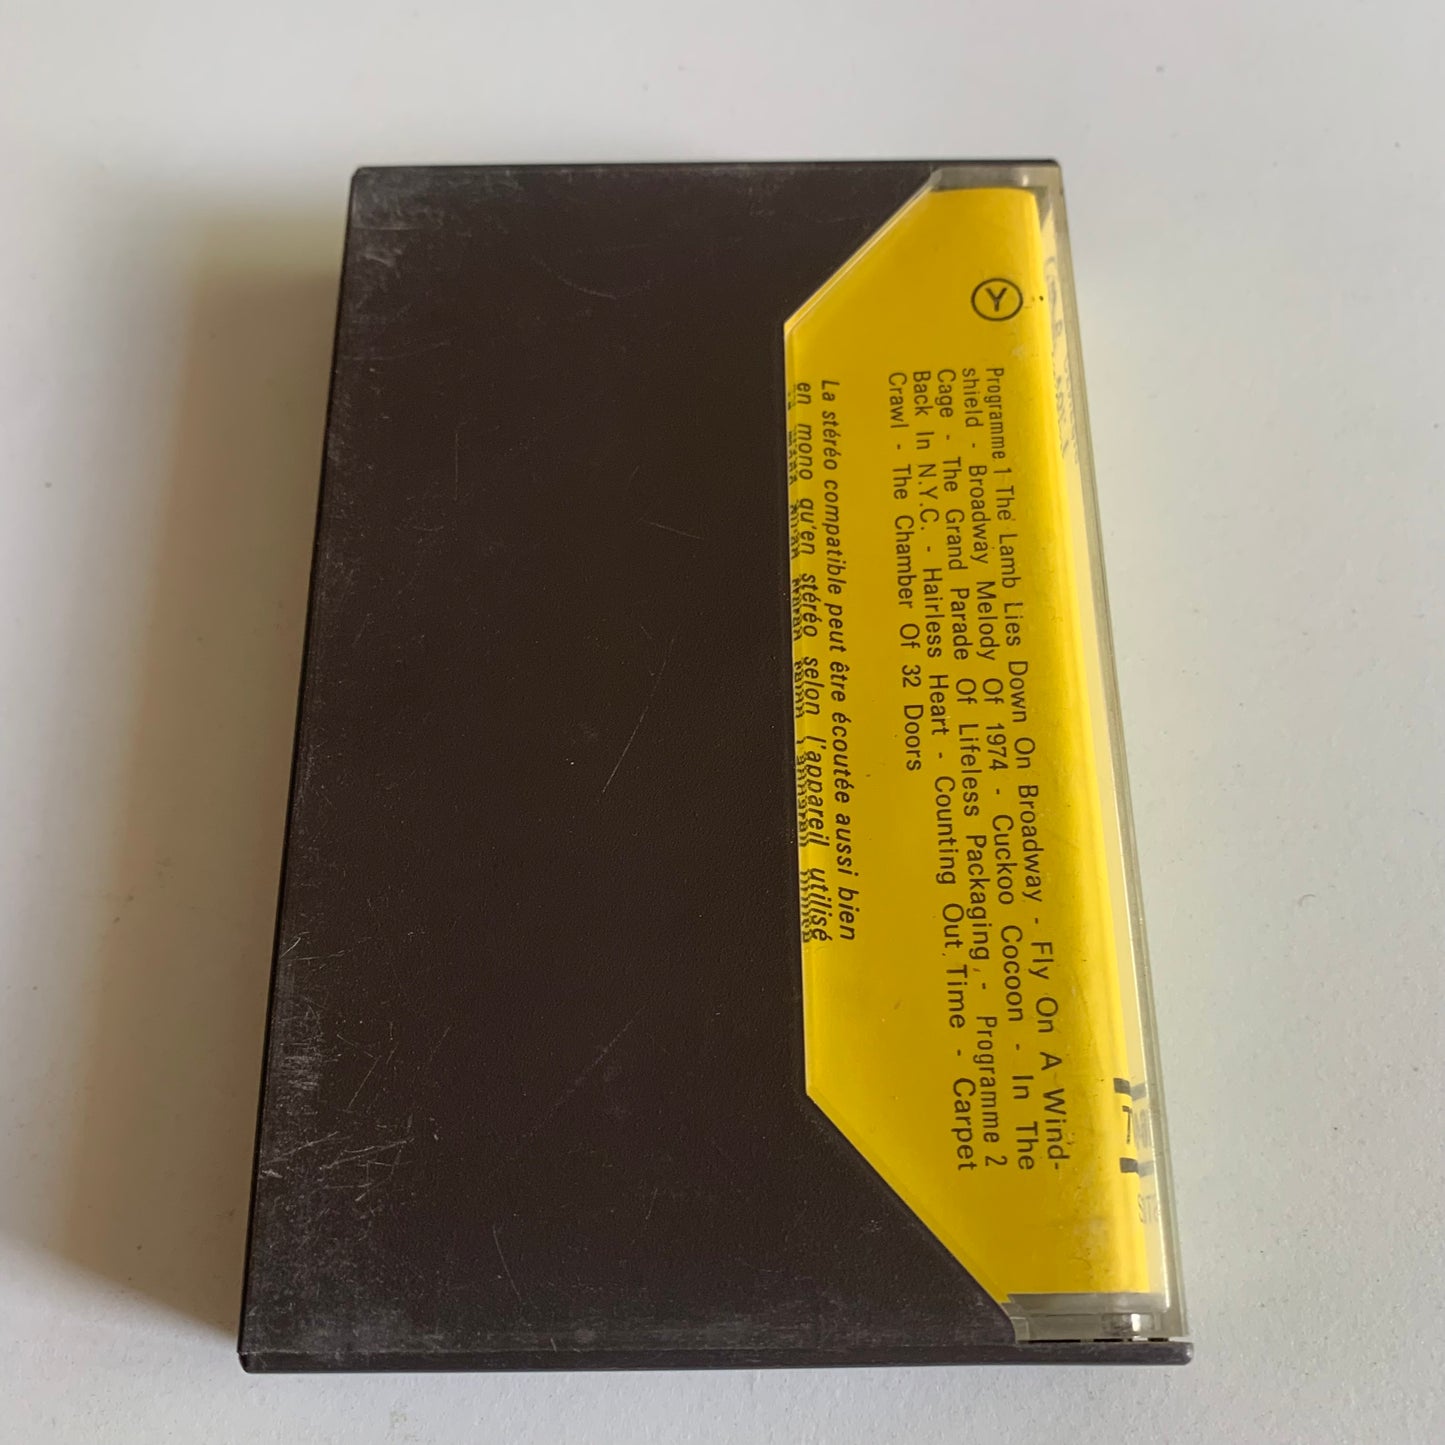 Y
Programme 1 The Lamb Lies Down On Broadway - Fly On A Wind-
shield - Broadway Melody Of 1974 - Cuckoo Cocoon - In The
Cage - The Grand Parade Of Lifeless Packaging, - Programme 2
Back In N.Y.C. - Hairless Heart - Counting Out Time - Carpet
Crawl - The Chamber Of 32 Doors
La stéréo compatible peut être écoutée aussi bien
en mono qu'en stéréo selon l'appareil utilisé